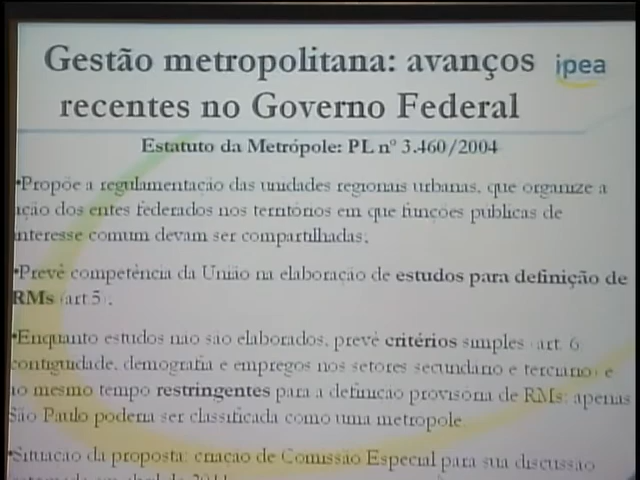 Gestão metropolitana: avanços
ipea
recentes no Governo Federal
Estatuto da Metrópole: PL nº 3.460/2004
•Propõe a regulamentação das unidades regionais urbanas, que organize a
ação dos entes federados nos territórios em que funções públicas de
interesse comum devam ser compartilhadas;
•Prevê competência da União na elaboração de estudos para definição de
RMs (art 5).
•Enquanto estudos não são elaborados, prevê critérios simples (art. 6:
contiguidade, demografia e empregos nos setores secundário e terciário) e
ao mesmo tempo restringentes para a definição provisória de RMs: apenas
São Paulo poderia ser classificada como uma metrópole.
•Situação da proposta: criação de Comissão Especial para sua discussão